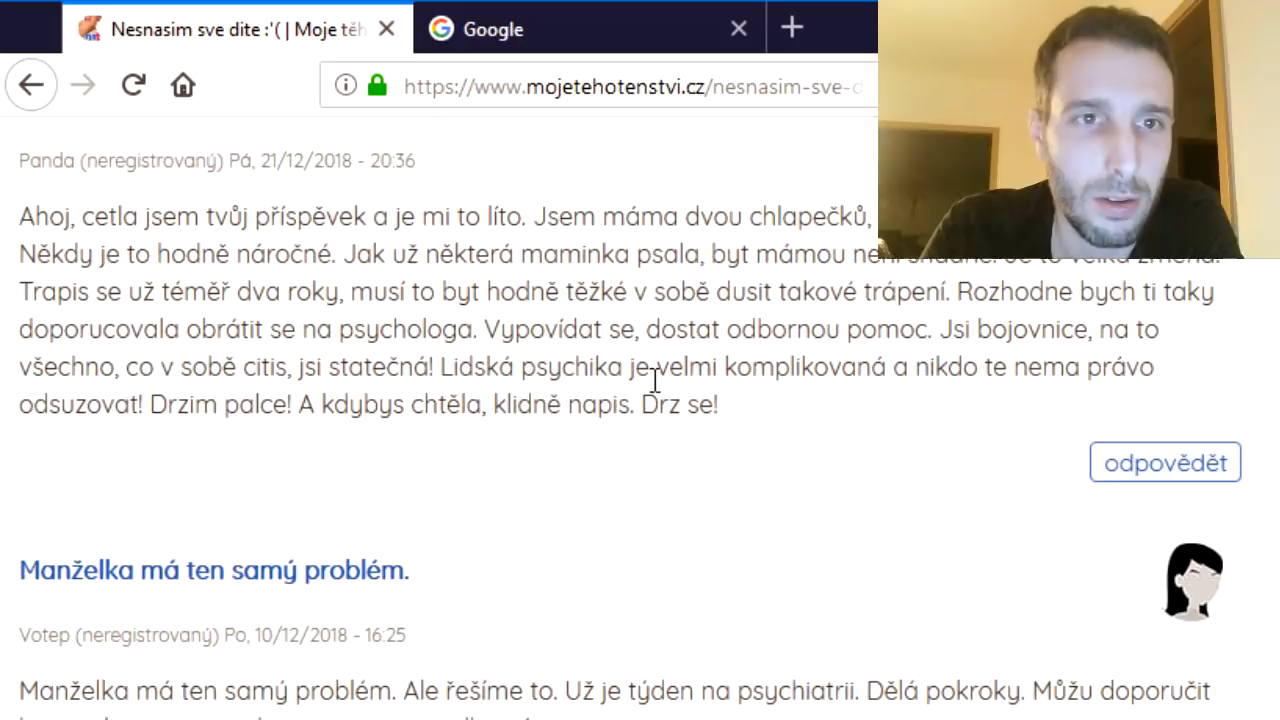 Nesnasim sve dite :'( | Moje těh
Google
https://www.mojetehotenstvi.cz/nesnasim-sve-d
Panda (neregistrovaný) Pá, 21/12/2018 - 20:36
Ahoj, cetla jsem tvůj příspěvek a je mi to líto. Jsem máma dvou chlapečků,
Někdy je to hodně náročné. Jak už některá maminka psala, byt mámou není snadné. Je to velká změna.
Trapis se už téměř dva roky, musí to byt hodně těžké v sobě dusit takové trápení. Rozhodne bych ti taky
doporucovala obrátit se na psychologa. Vypovídat se, dostat odbornou pomoc. Jsi bojovnice, na to
všechno, co v sobě citis, jsi statečná! Lidská psychika je velmi komplikovaná a nikdo te nema právo
odsuzovat! Drzim palce! A kdybys chtěla, klidně napis. Drz se!
odpovědět
Manželka má ten samý problém.
Votep (neregistrovaný) Po, 10/12/2018 - 16:25
Manželka má ten samý problém. Ale řešíme to. Už je týden na psychiatrii. Dělá pokroky. Můžu doporučit